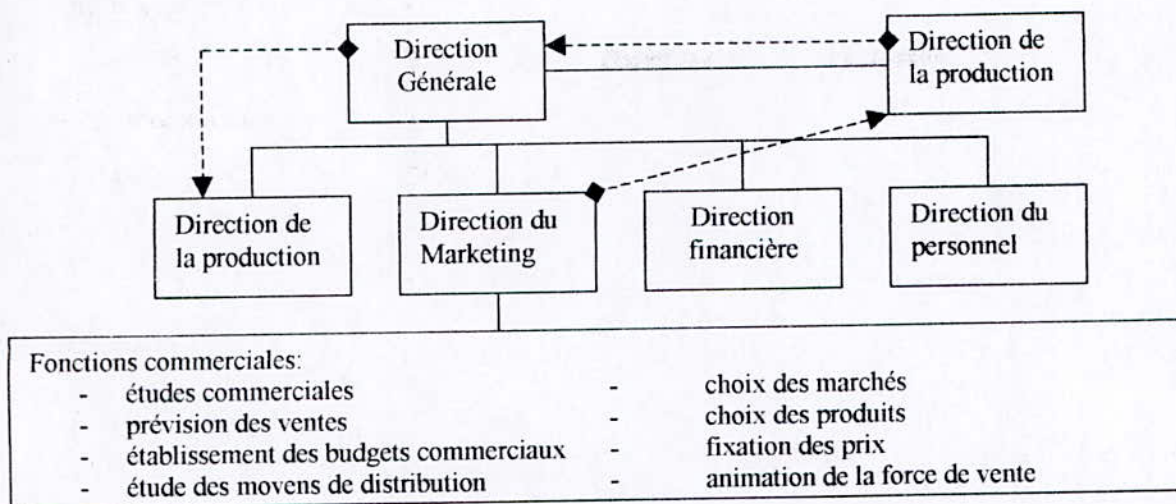 Direction
Générale
Direction de
la production
Direction de
la production
Direction du
Marketing
Direction
financière
Direction du
personnel
Fonctions commerciales:
- études commerciales - choix des marchés
- prévision des ventes - choix des produits
- établissement des budgets commerciaux - fixation des prix
- étude des moyens de distribution - animation de la force de vente